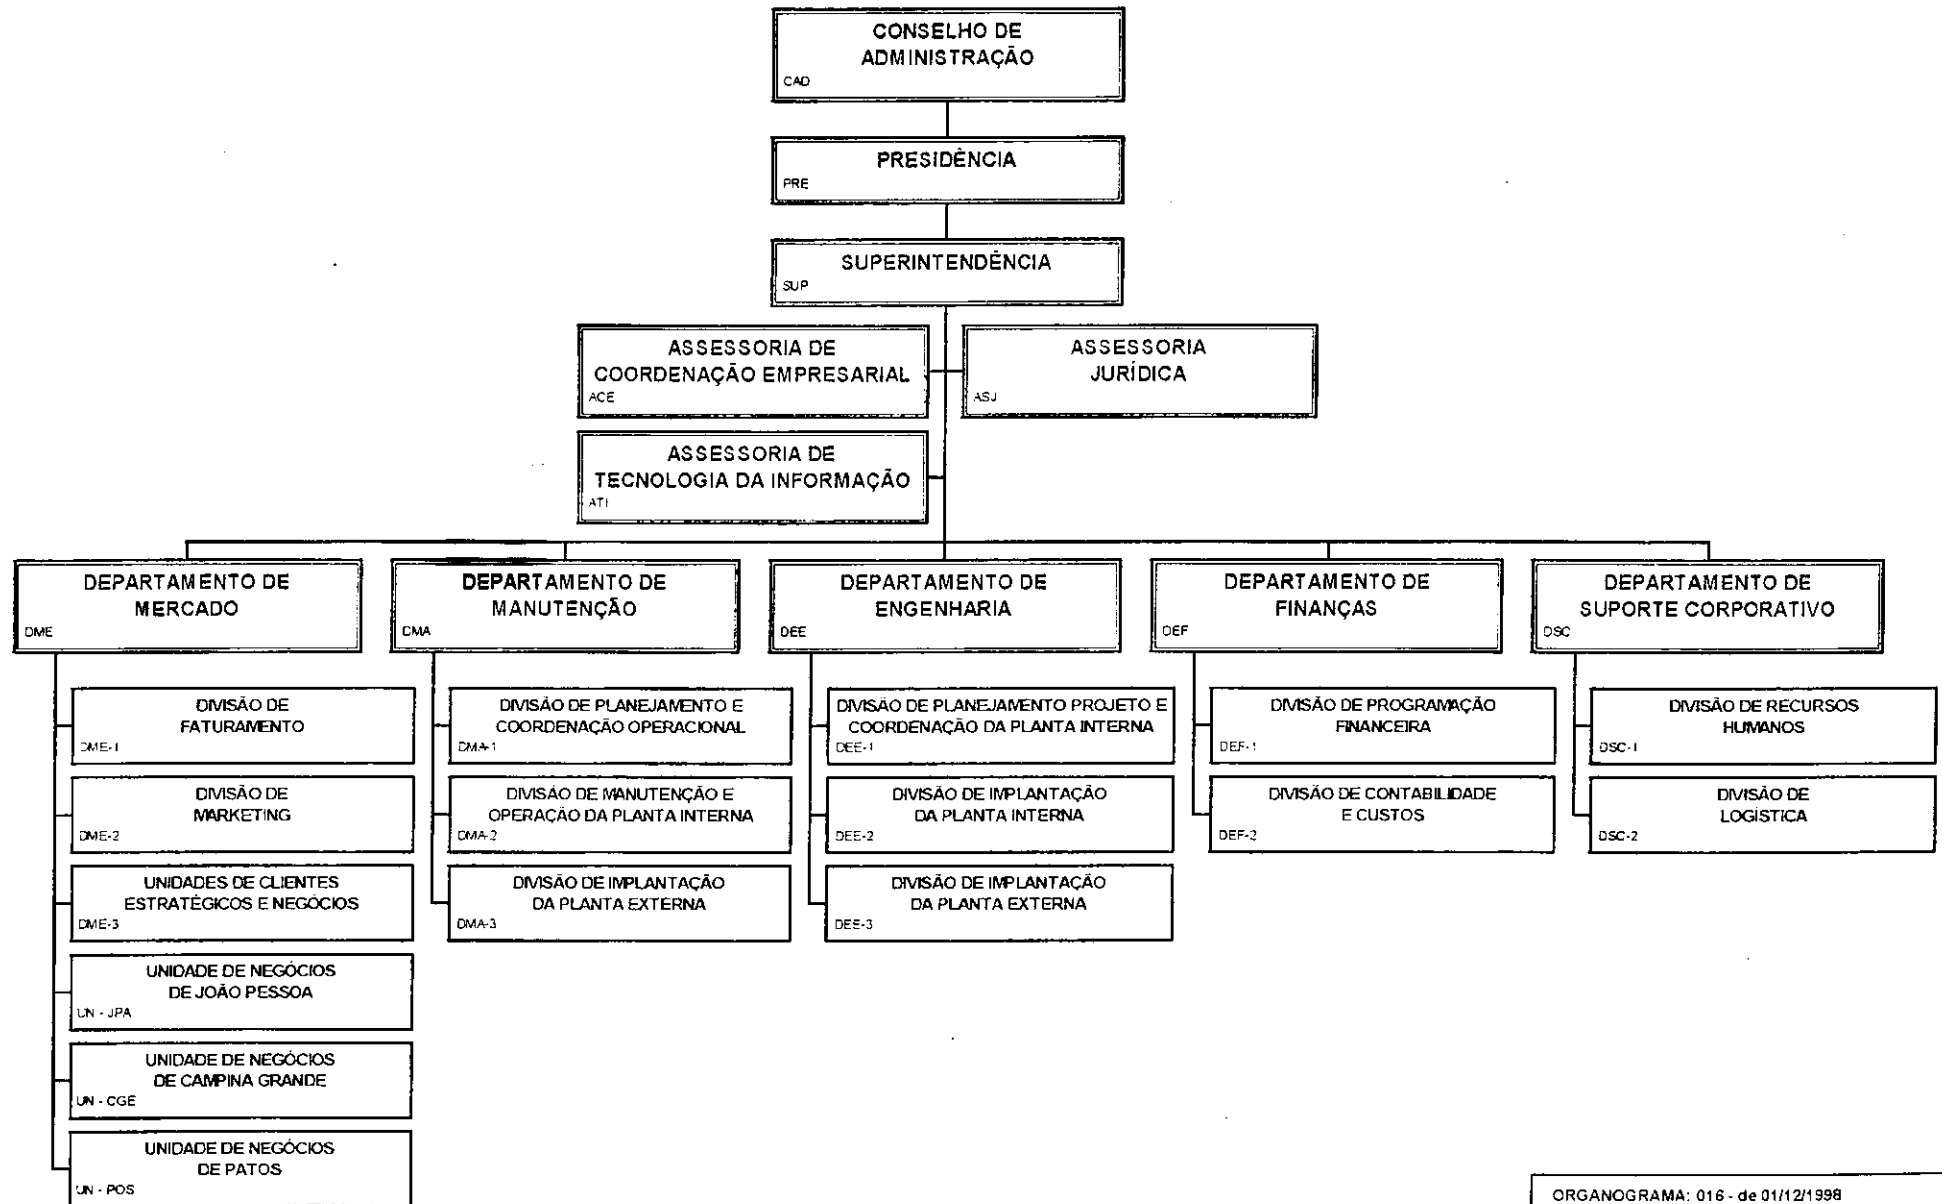 CONSELHO DE
ADMINISTRAÇÃO
CAD
PRESIDÊNCIA
PRE
SUPERINTENDÊNCIA
SUP
ASSESSORIA DE
COORDENAÇÃO EMPRESARIAL
ACE
ASSESSORIA
JURÍDICA
ASJ
ASSESSORIA DE
TECNOLOGIA DA INFORMAÇÃO
ATI
DEPARTAMENTO DE
MERCADO
DME
DEPARTAMENTO DE
MANUTENÇÃO
DMA
DEPARTAMENTO DE
ENGENHARIA
DEE
DEPARTAMENTO DE
FINANÇAS
DEF
DEPARTAMENTO DE
SUPORTE CORPORATIVO
DSC
DIVISÃO DE
FATURAMENTO
DME-1
DIVISÃO DE
MARKETING
DME-2
UNIDADES DE CLIENTES
ESTRATÉGICOS E NEGÓCIOS
DME-3
UNIDADE DE NEGÓCIOS
DE JOÃO PESSOA
UN - JPA
UNIDADE DE NEGÓCIOS
DE CAMPINA GRANDE
UN - CGE
UNIDADE DE NEGÓCIOS
DE PATOS
UN - POS
DIVISÃO DE PLANEJAMENTO E
COORDENAÇÃO OPERACIONAL
DMA-1
DIVISÃO DE MANUTENÇÃO E
OPERAÇÃO DA PLANTA INTERNA
DMA-2
DIVISÃO DE IMPLANTAÇÃO
DA PLANTA EXTERNA
DMA-3
DIVISÃO DE PLANEJAMENTO PROJETO E
COORDENAÇÃO DA PLANTA INTERNA
DEE-1
DIVISÃO DE IMPLANTAÇÃO
DA PLANTA INTERNA
DEE-2
DIVISÃO DE IMPLANTAÇÃO
DA PLANTA EXTERNA
DEE-3
DIVISÃO DE PROGRAMAÇÃO
FINANCEIRA
DEF-1
DIVISÃO DE CONTABILIDADE
E CUSTOS
DEF-2
DIVISÃO DE RECURSOS
HUMANOS
DSC-1
DIVISÃO DE
LOGÍSTICA
DSC-2
ORGANOGRAMA: 016 - de 01/12/1998